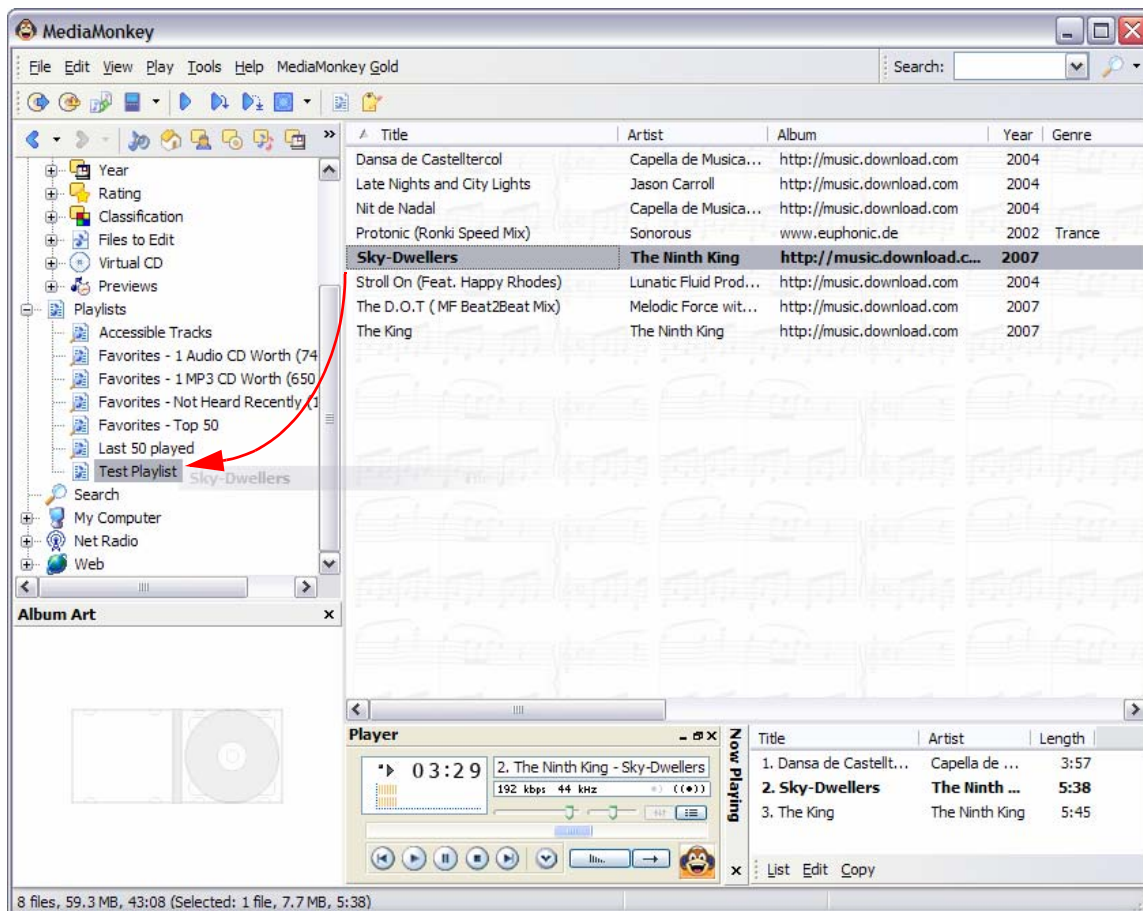 MediaMonkey
File Edit View Play Tools Help MediaMonkey Gold Search:
Title Artist Album Year Genre
Dansa de Castelltercol Capella de Musica... http://music.download.com 2004
Late Nights and City Lights Jason Carroll http://music.download.com 2004
Nit de Nadal Capella de Musica... http://music.download.com 2004
Protonic (Ronki Speed Mix) Sonorous www.euphonic.de 2002 Trance
Sky-Dwellers The Ninth King http://music.download.c... 2007
Stroll On (Feat. Happy Rhodes) Lunatic Fluid Prod... http://music.download.com 2004
The D.O.T ( MF Beat2Beat Mix) Melodic Force wit... http://music.download.com 2007
The King The Ninth King http://music.download.com 2007
Year
Rating
Classification
Files to Edit
Virtual CD
Previews
Playlists
Accessible Tracks
Favorites - 1 Audio CD Worth (74
Favorites - 1 MP3 CD Worth (650
Favorites - Not Heard Recently (1
Favorites - Top 50
Last 50 played
Test Playlist
Sky-Dwellers
Search
My Computer
Net Radio
Web
Album Art
Player
03:29
2. The Ninth King - Sky-Dwellers
192 kbps 44 kHz
Now Playing
Title Artist Length
1. Dansa de Castellt... Capella de ... 3:57
2. Sky-Dwellers The Ninth ... 5:38
3. The King The Ninth King 5:45
List Edit Copy
8 files, 59.3 MB, 43:08 (Selected: 1 file, 7.7 MB, 5:38)